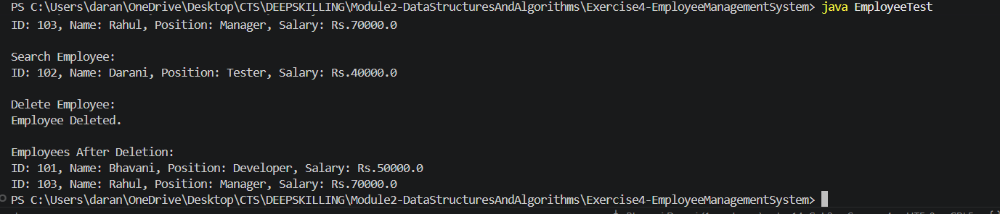 PS C:\Users\daran\OneDrive\Desktop\CTS\DEEPSKILLING\Module2-DataStructuresAndAlgorithms\Exercise4-EmployeeManagementSystem> java EmployeeTest
ID: 103, Name: Rahul, Position: Manager, Salary: Rs.70000.0
Search Employee:
ID: 102, Name: Darani, Position: Tester, Salary: Rs.40000.0
Delete Employee:
Employee Deleted.
Employees After Deletion:
ID: 101, Name: Bhavani, Position: Developer, Salary: Rs.50000.0
ID: 103, Name: Rahul, Position: Manager, Salary: Rs.70000.0
PS C:\Users\daran\OneDrive\Desktop\CTS\DEEPSKILLING\Module2-DataStructuresAndAlgorithms\Exercise4-EmployeeManagementSystem>